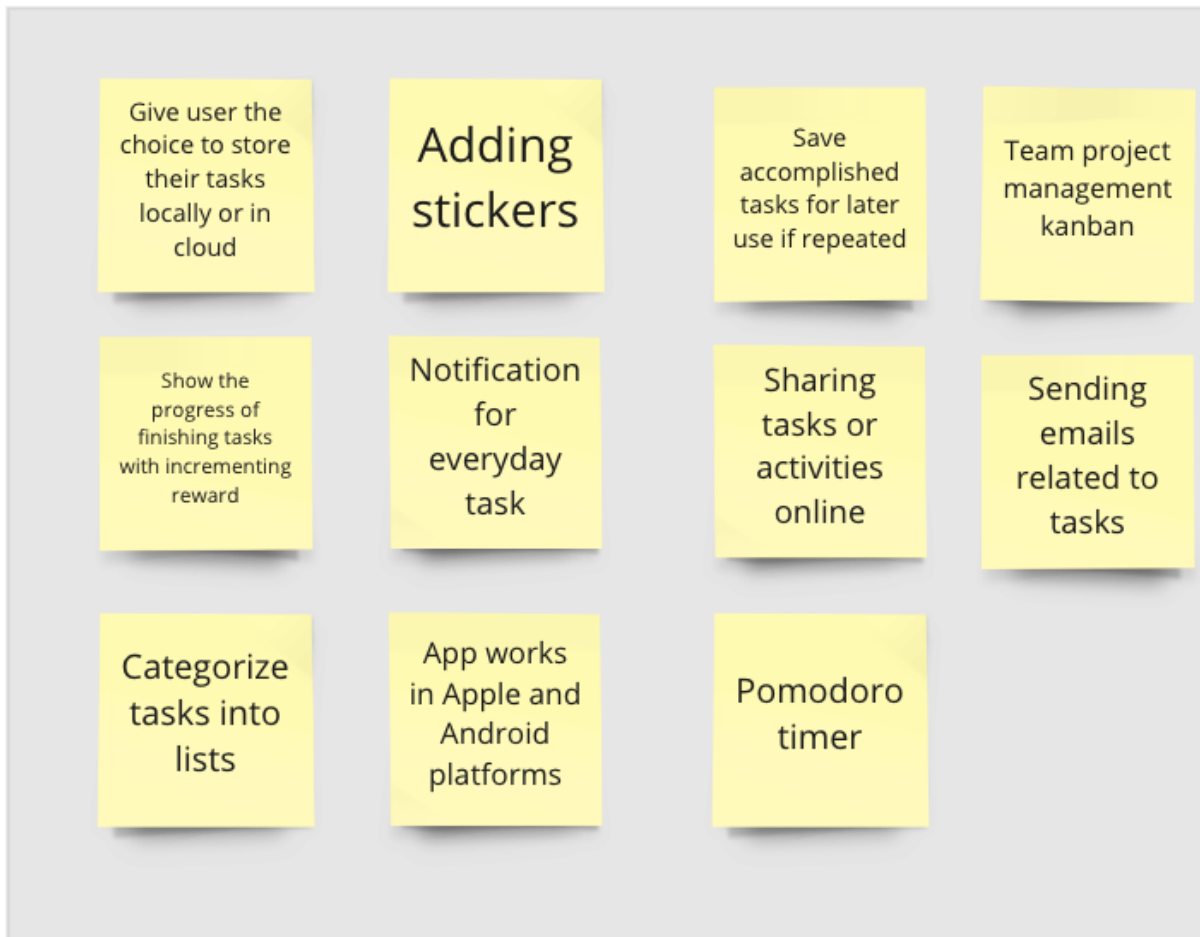 Give user the
choice to store
their tasks
locally or in
cloud
Adding
stickers
Save
accomplished
tasks for later
use if repeated
Team project
management
kanban
Show the
progress of
finishing tasks
with incrementing
reward
Notification
for
everyday
task
Sharing
tasks or
activities
online
Sending
emails
related to
tasks
Categorize
tasks into
lists
App works
in Apple and
Android
platforms
Pomodoro
timer